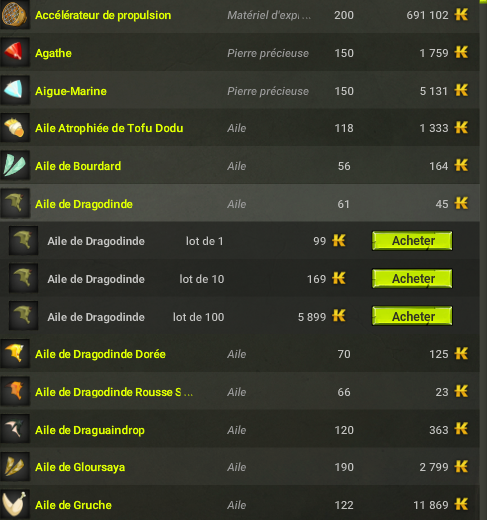 Accélérateur de propulsion Matériel d'expl ... 200 691 102
Agathe Pierre précieuse 150 1 759
Aigue-Marine Pierre précieuse 150 5 131
Aile Atrophiée de Tofu Dodu Aile 118 1 333
Aile de Bourdard Aile 56 164
Aile de Dragodinde Aile 61 45
Aile de Dragodinde lot de 1 99 Acheter
Aile de Dragodinde lot de 10 169 Acheter
Aile de Dragodinde lot de 100 5 899 Acheter
Aile de Dragodinde Dorée Aile 70 125
Aile de Dragodinde Rousse S ... Aile 66 23
Aile de Draguaindrop Aile 120 363
Aile de Gloursaya Aile 190 2 799
Aile de Gruche Aile 122 11 869